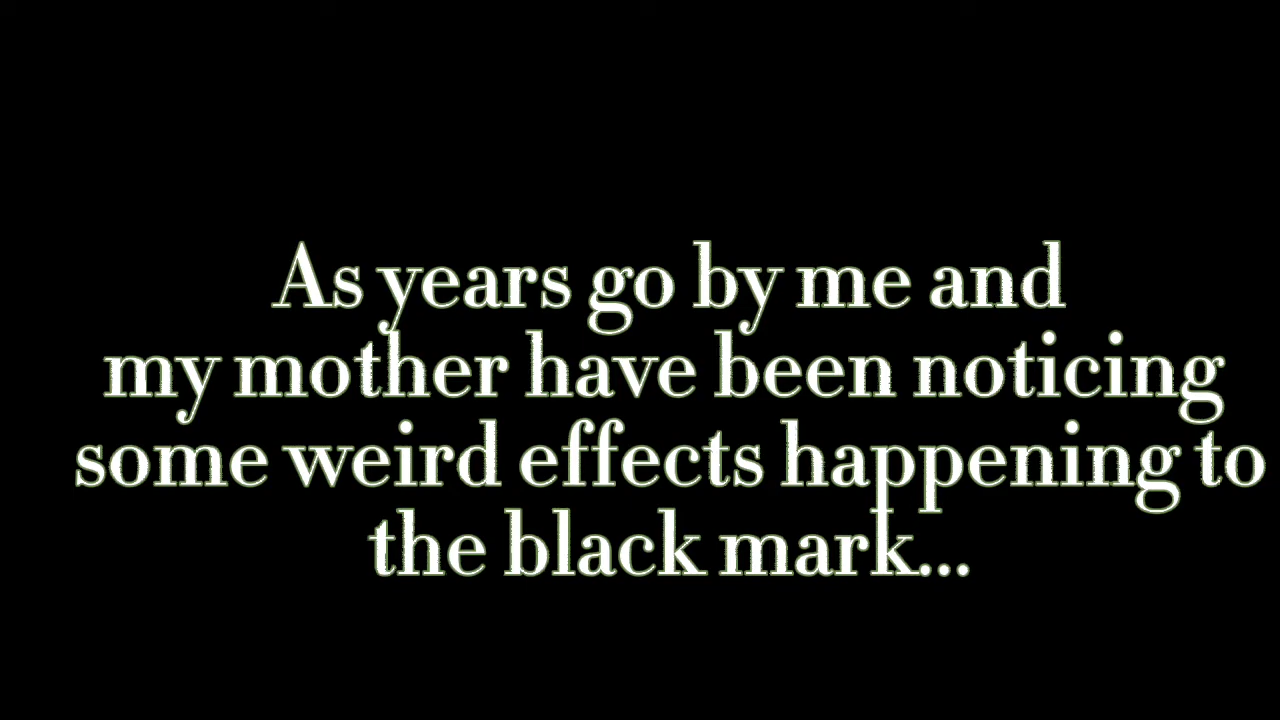 As years go by me and
my mother have been noticing
some weird effects happening to
the black mark...